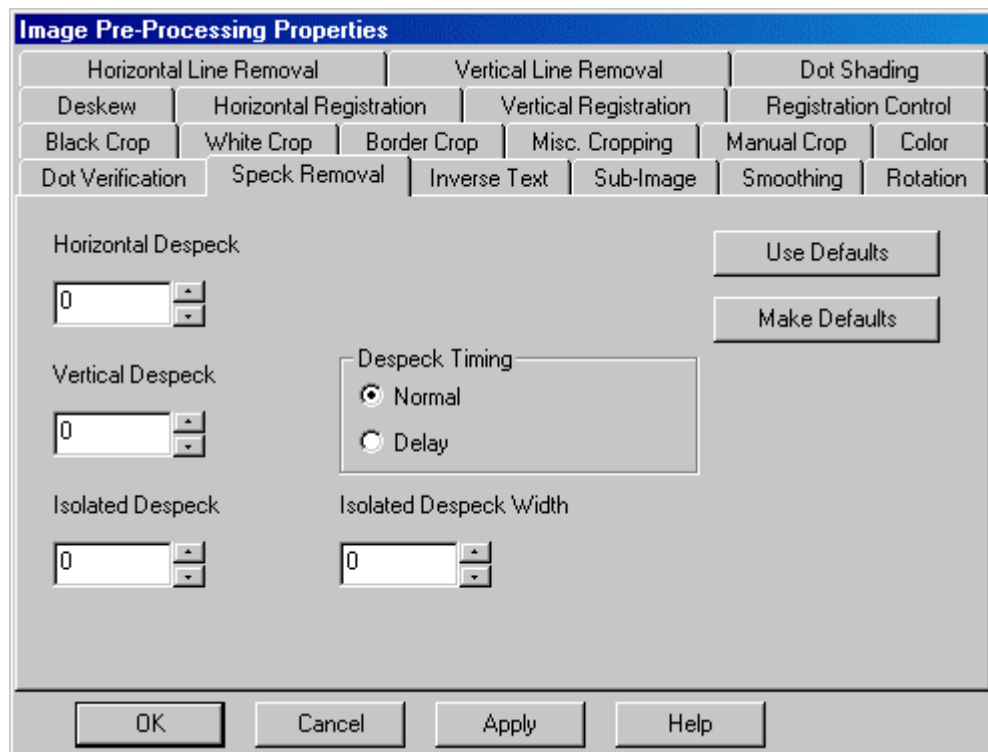 Image Pre-Processing Properties
Horizontal Line Removal Vertical Line Removal Dot Shading
Deskew Horizontal Registration Vertical Registration Registration Control
Black Crop White Crop Border Crop Misc. Cropping Manual Crop Color
Dot Verification Speck Removal Inverse Text Sub-Image Smoothing Rotation
Horizontal Despeck
0
Use Defaults
Make Defaults
Vertical Despeck
0
Despeck Timing
Normal
Delay
Isolated Despeck
0
Isolated Despeck Width
0
OK Cancel Apply Help